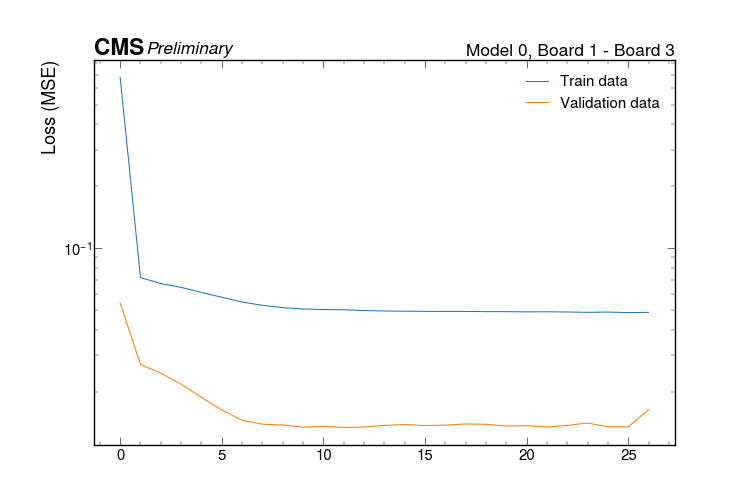 CMS Preliminary Model 0, Board 1 - Board 3
Loss (MSE)
Train data
Validation data
10⁻¹
0 5 10 15 20 25